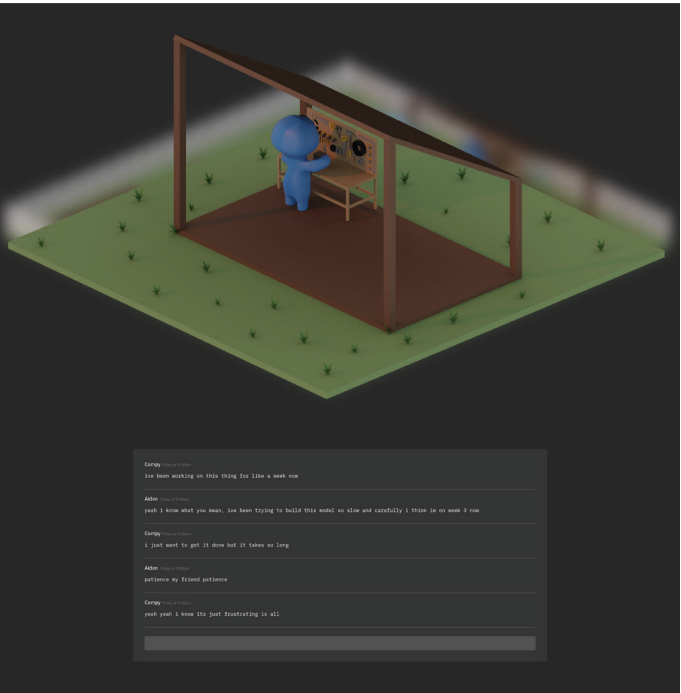 Corpy
ive been working on this thing for like a week now
Aiden
yeah i know what you mean, ive been trying to build this model so slow and carefully i think im on week 3 now
Corpy
i just want to get it done but it takes so long
Aiden
patience my friend patience
Corpy
yeah yeah i know its just frustrating is all